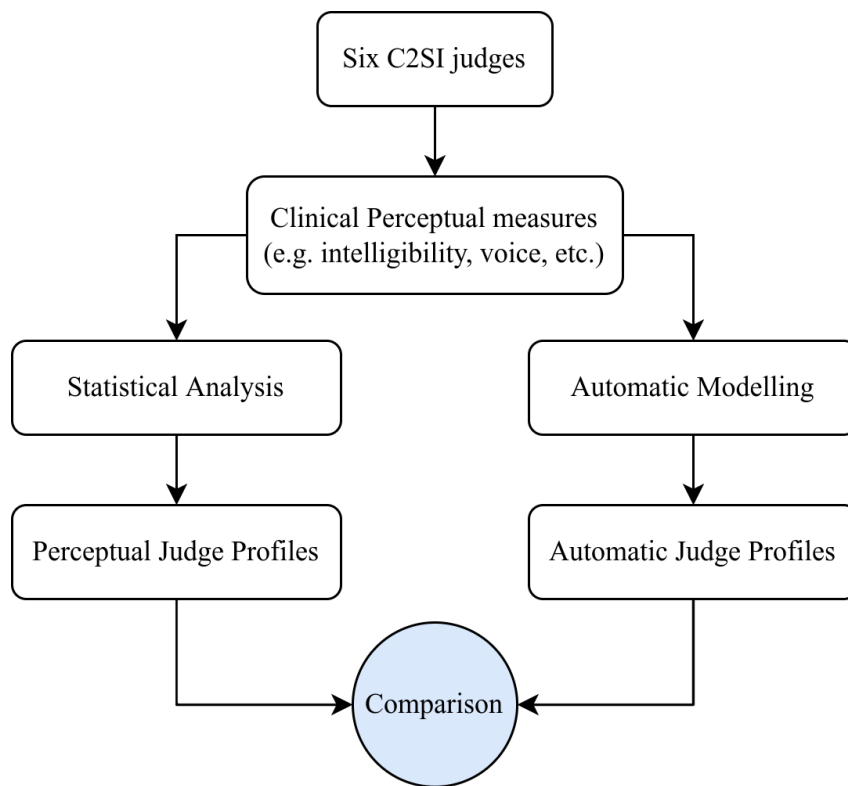 Six C2SI judges
Clinical Perceptual measures
(e.g. intelligibility, voice, etc.)
Statistical Analysis
Automatic Modelling
Perceptual Judge Profiles
Automatic Judge Profiles
Comparison